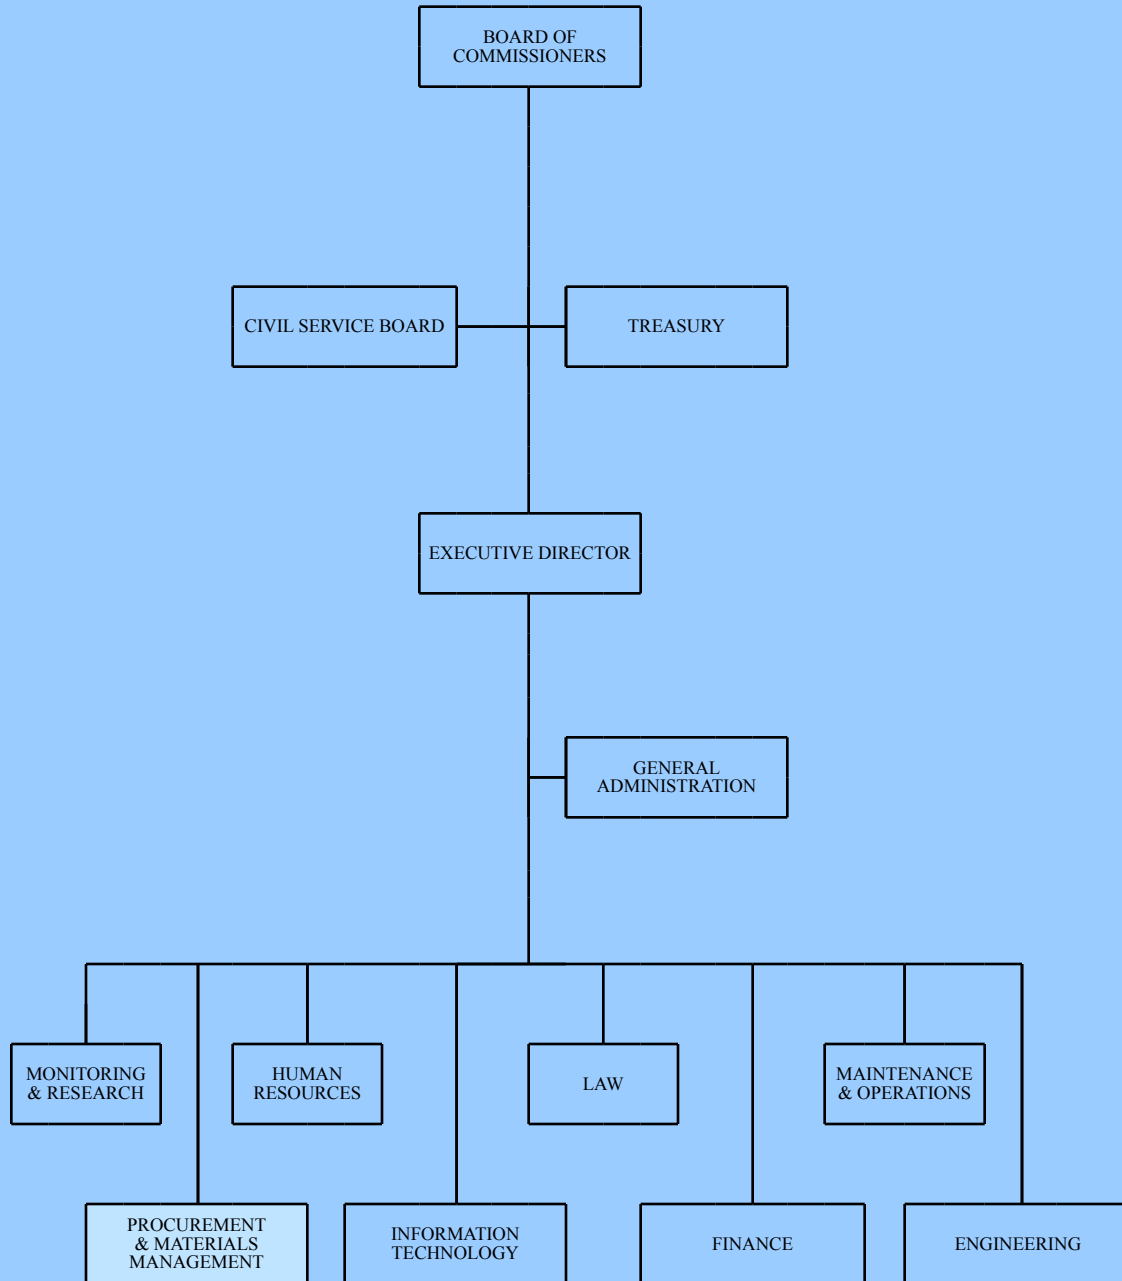 BOARD OF
COMMISSIONERS
CIVIL SERVICE BOARD
TREASURY
EXECUTIVE DIRECTOR
GENERAL
ADMINISTRATION
MONITORING
& RESEARCH
HUMAN
RESOURCES
LAW
MAINTENANCE
& OPERATIONS
PROCUREMENT
& MATERIALS
MANAGEMENT
INFORMATION
TECHNOLOGY
FINANCE
ENGINEERING